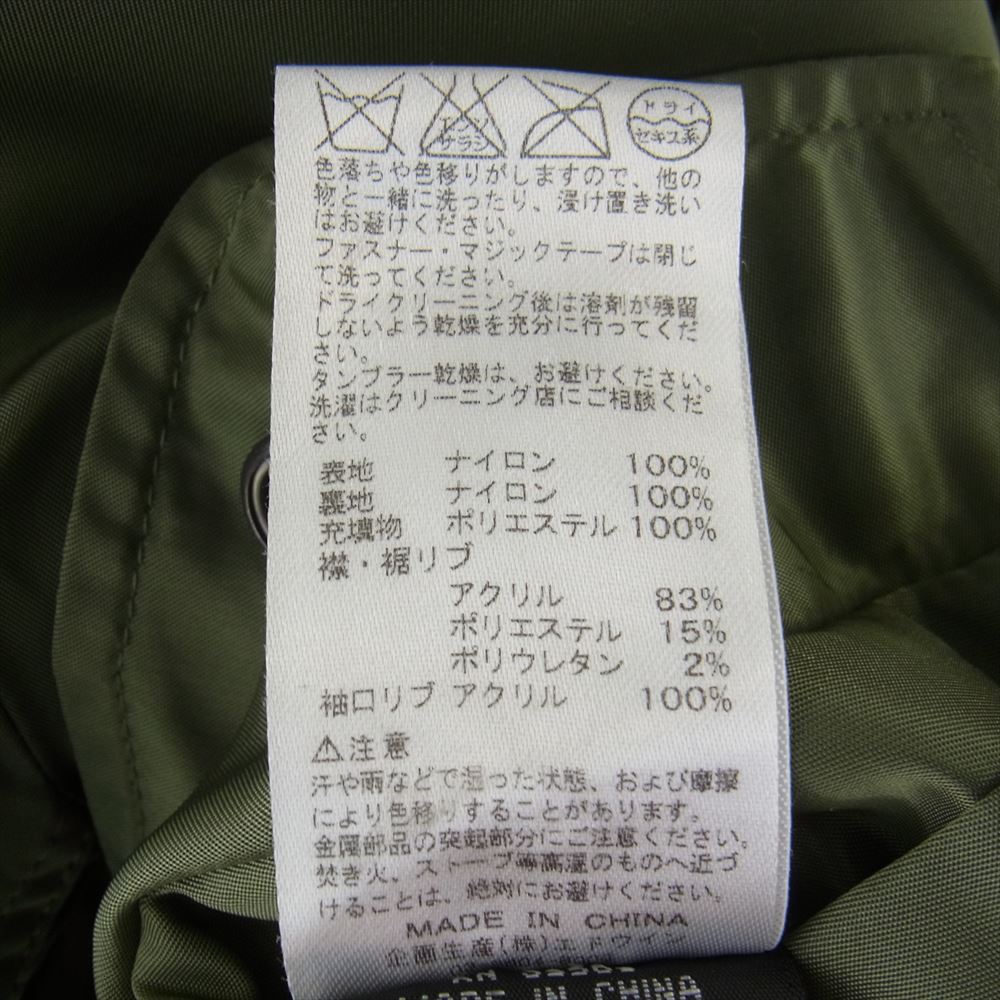 エンソ
サラシ
ドライ
セキユ系
色落ちや色移りがしますので、他の
物と一緒に洗ったり、浸け置き洗い
はお避けください。
ファスナー・マジックテープは閉じ
て洗ってください。
ドライクリーニング後は溶剤が残留
しないよう乾燥を充分に行ってくだ
さい。
タンブラー乾燥は、お避けください。
洗濯はクリーニング店にご相談くだ
さい。
表地 ナイロン 100%
裏地 ナイロン 100%
充填物 ポリエステル 100%
襟・裾リブ
アクリル 83%
ポリエステル 15%
ポリウレタン 2%
袖口リブ アクリル 100%
⚠注意
汗や雨などで湿った状態、および摩擦
により色移りすることがあります。
金属部品の突起部分にご注意ください。
焚き火、ストーブ等高温のものへ近づ
けることは、絶対にお避けください。
MADE IN CHINA
企画生産(株)エドウイン
MADE IN CHINA